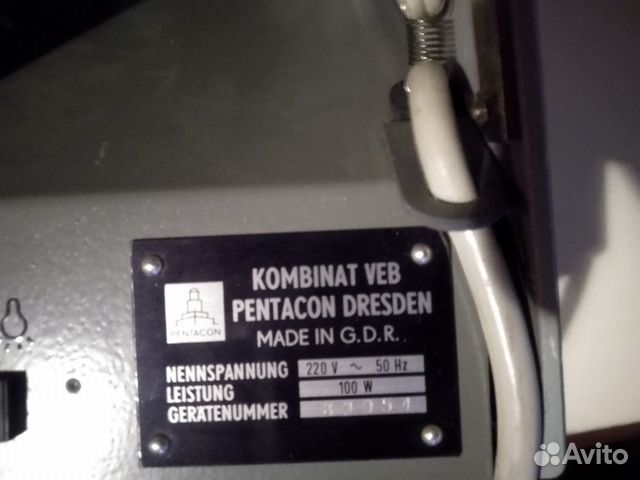 KOMBINAT VEB
PENTACON DRESDEN
PENTACON
MADE IN G.D.R.
NENNSPANNUNG 220 V ~ 50 Hz
LEISTUNG 100 W
GERÄTENUMMER
Avito